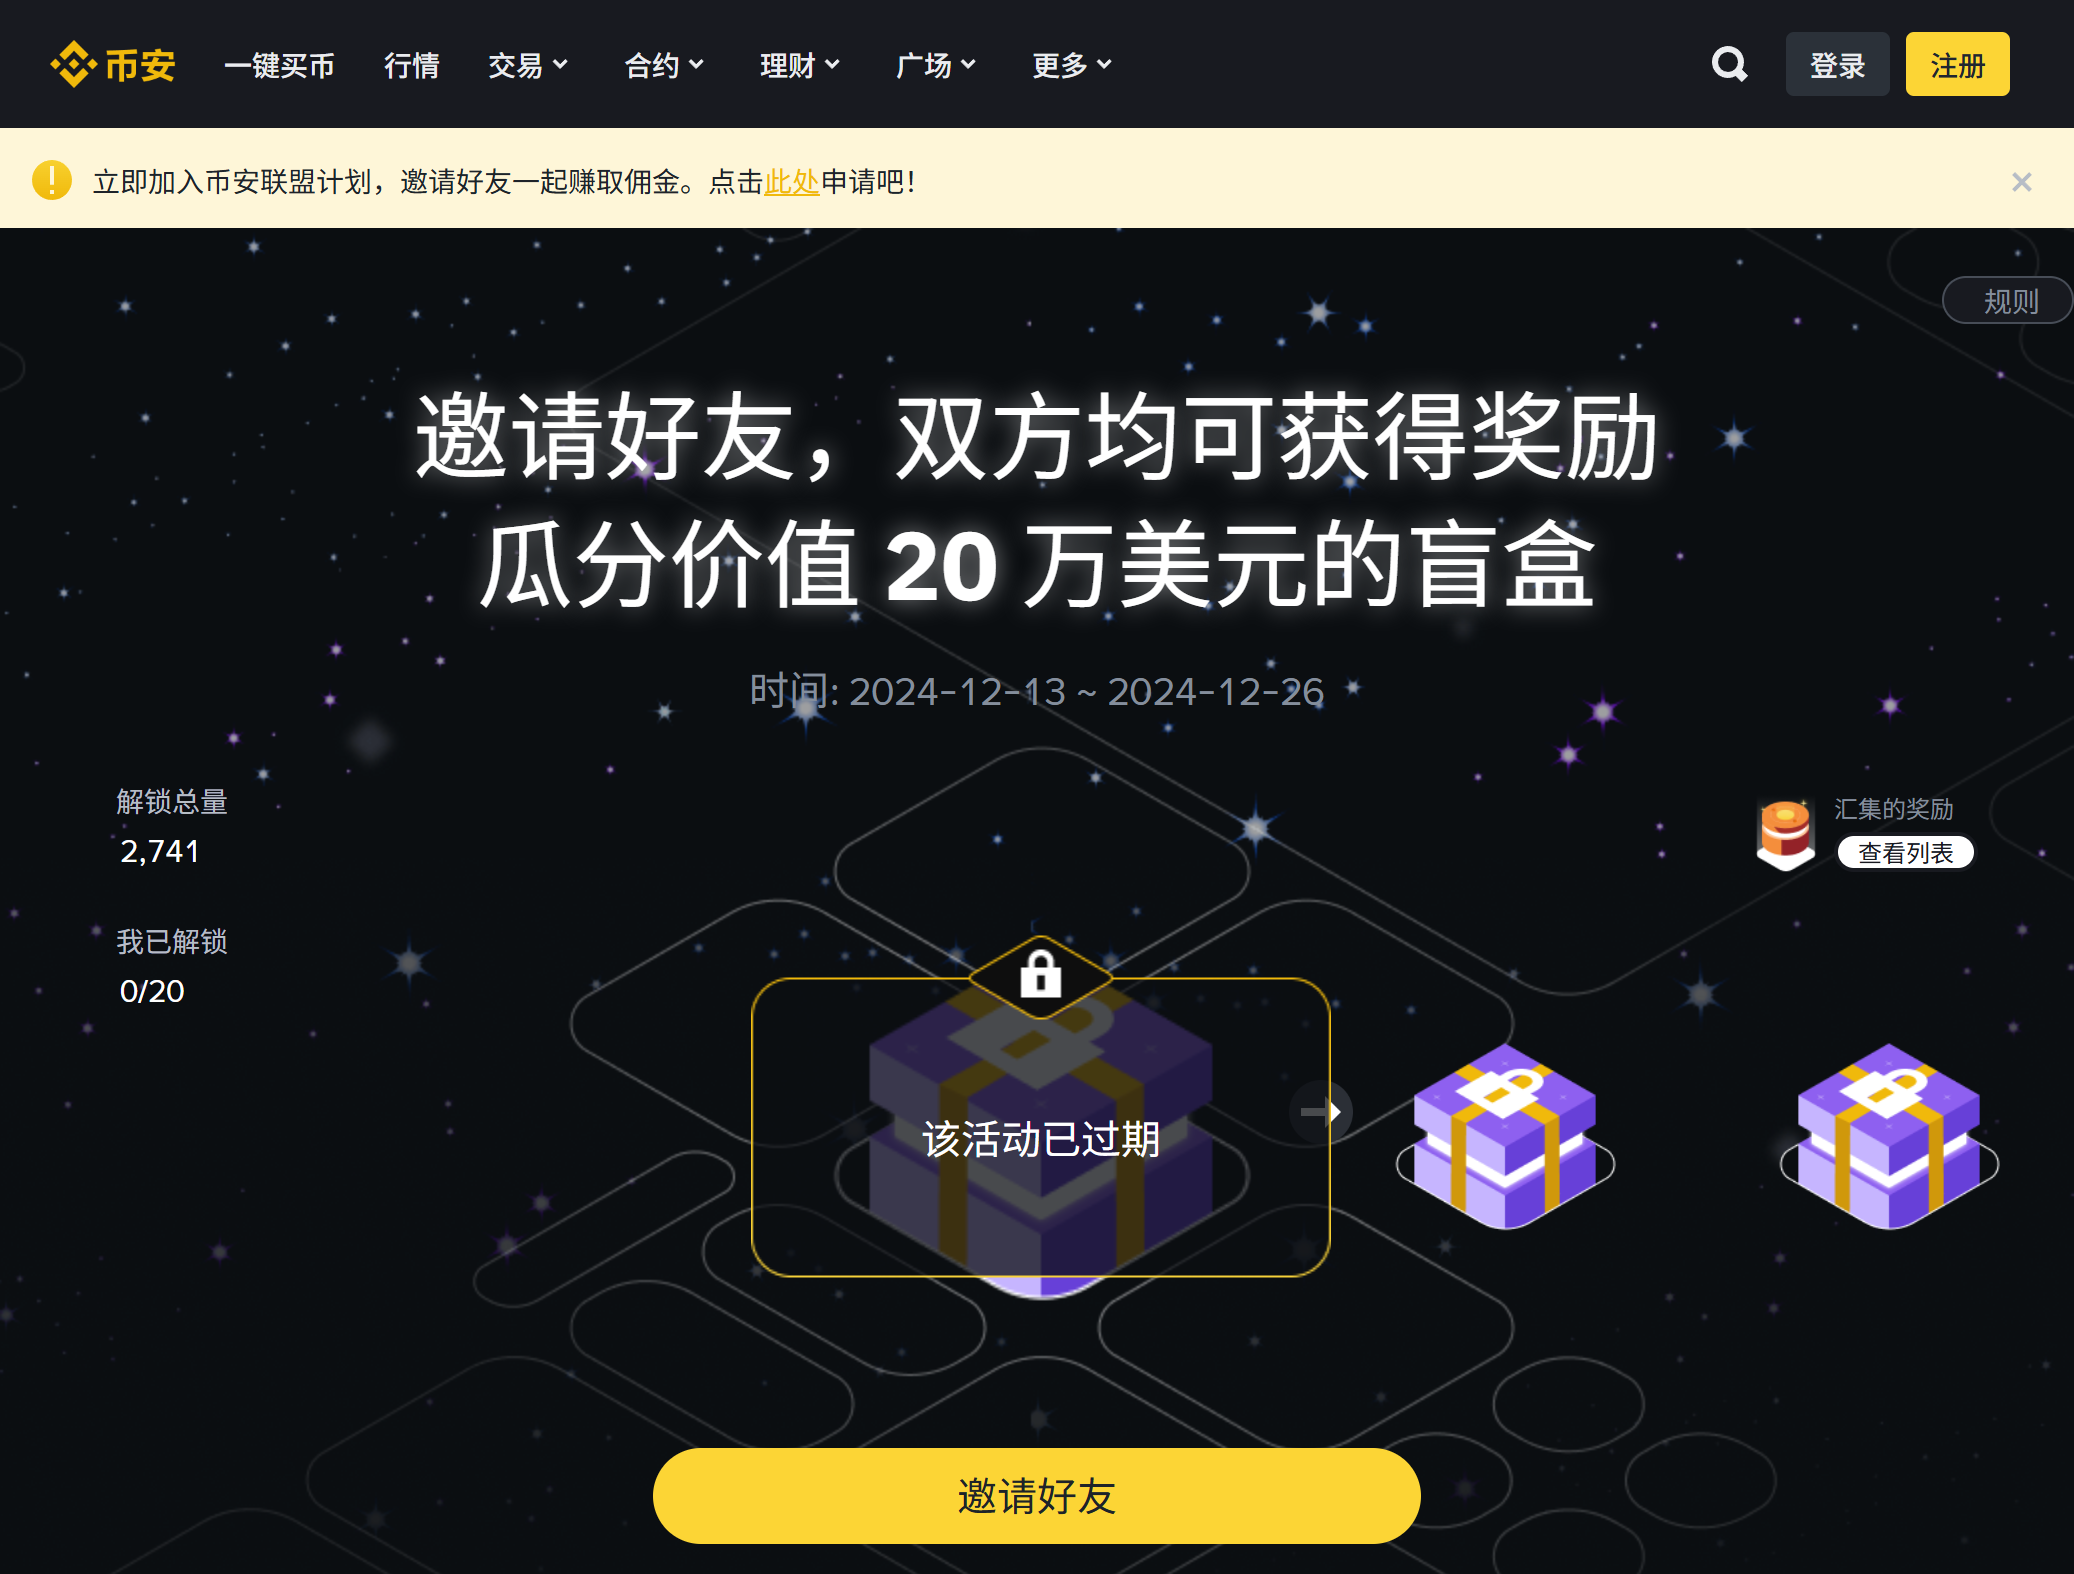 币安
一键买币 行情 交易 合约 理财 广场 更多
登录 注册
立即加入币安联盟计划，邀请好友一起赚取佣金。点击此处申请吧！
规则
邀请好友，双方均可获得奖励
瓜分价值 20 万美元的盲盒
时间: 2024-12-13 ~ 2024-12-26
解锁总量
2,741
汇集的奖励
查看列表
我已解锁
0/20
该活动已过期
邀请好友